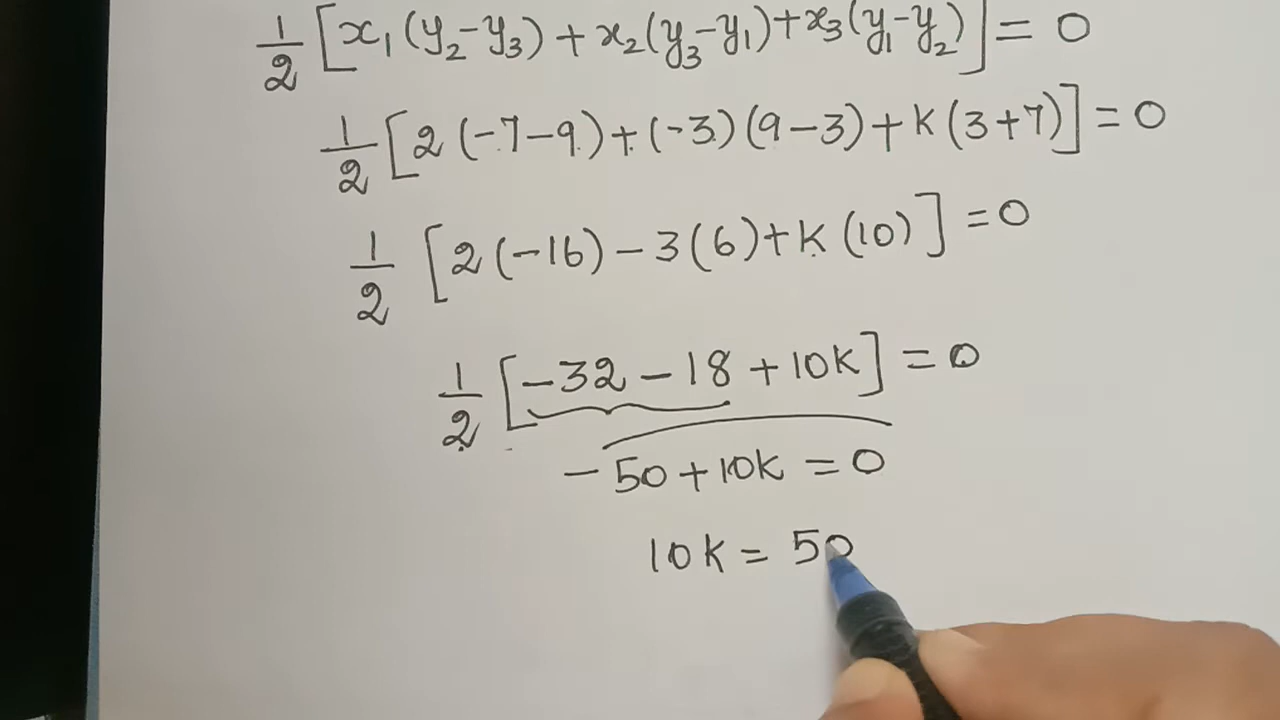 1/2 [x₁(y₂-y₃)+x₂(y₃-y₁)+x₃(y₁-y₂)] = 0
1/2 [2(-7-9)+(-3)(9-3)+K(3+7)] = 0
1/2 [2(-16)-3(6)+K(10)] = 0
1/2 [-32-18+10K] = 0
-50+10K = 0
10K = 50